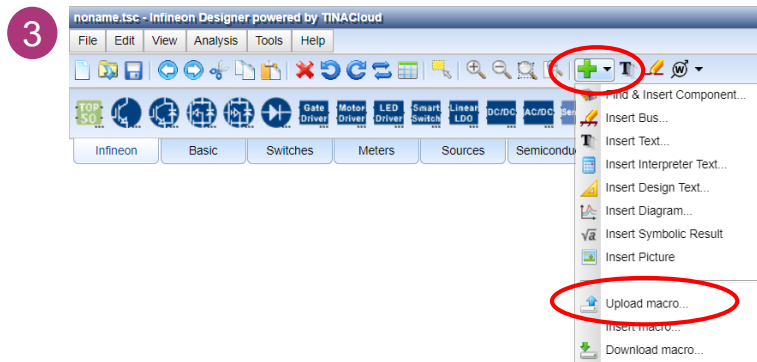 3
noname.tsc - Infineon Designer powered by TINACloud
File Edit View Analysis Tools Help
T W
TOP 50 Gate Driver Motor Driver LED Driver Smart Switch Linear LDO DC/DC AC/DC
Infineon Basic Switches Meters Sources
Find & Insert Component...
Insert Bus...
T Insert Text...
Insert Interpreter Text...
Insert Design Text...
Insert Diagram...
√a Insert Symbolic Result
Insert Picture
Upload macro...
Insert macro...
Download macro...